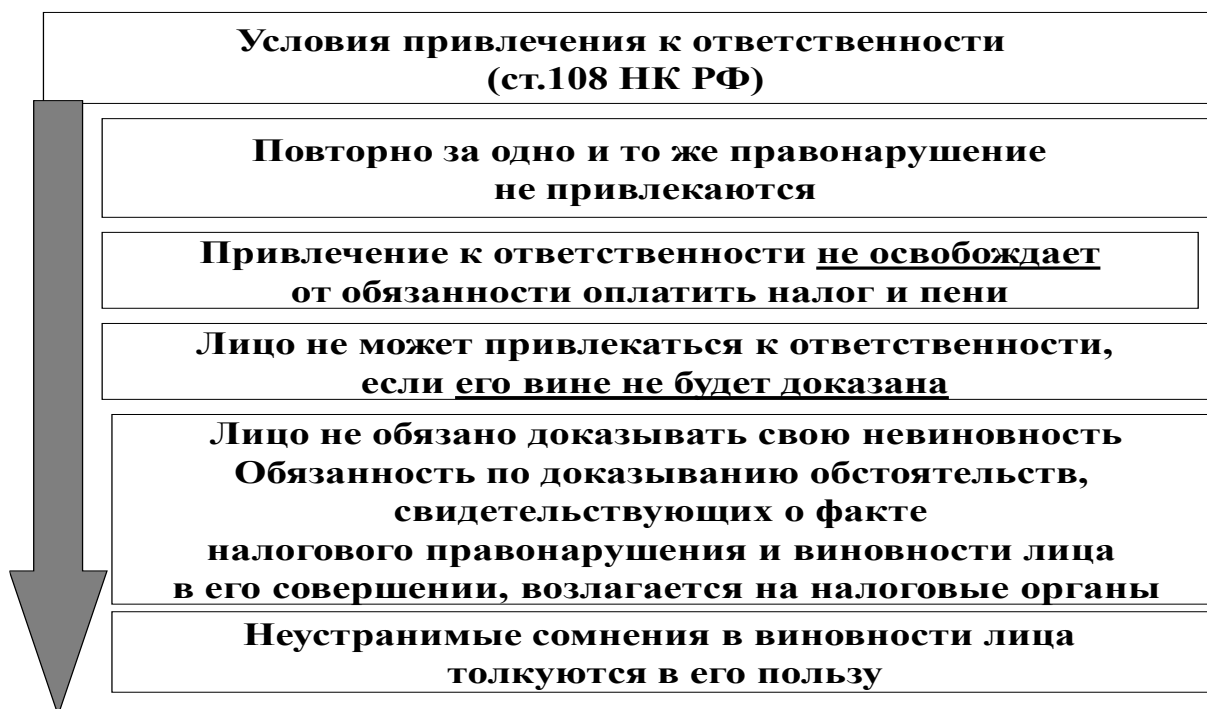 Условия привлечения к ответственности
(ст.108 НК РФ)
Повторно за одно и то же правонарушение
не привлекаются
Привлечение к ответственности не освобождает
от обязанности оплатить налог и пени
Лицо не может привлекаться к ответственности,
если его вине не будет доказана
Лицо не обязано доказывать свою невиновность
Обязанность по доказыванию обстоятельств,
свидетельствующих о факте
налогового правонарушения и виновности лица
в его совершении, возлагается на налоговые органы
Неустранимые сомнения в виновности лица
толкуются в его пользу